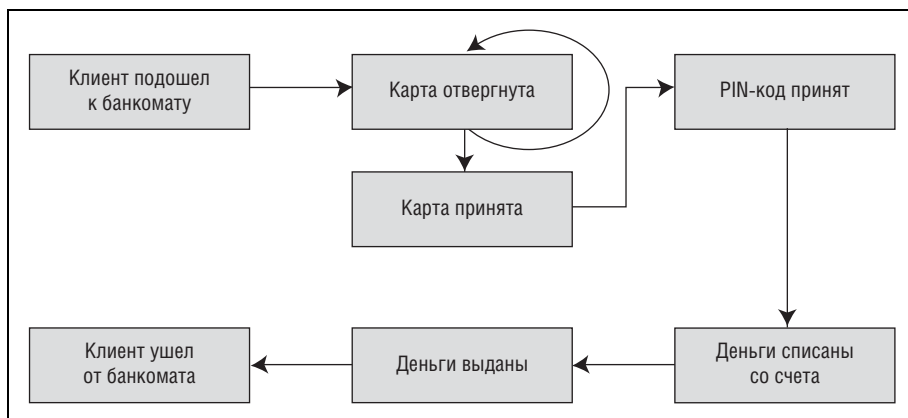 Клиент подошел
к банкомату
Карта отвергнута
PIN-код принят
Карта принята
Клиент ушел
от банкомата
Деньги выданы
Деньги списаны
со счета